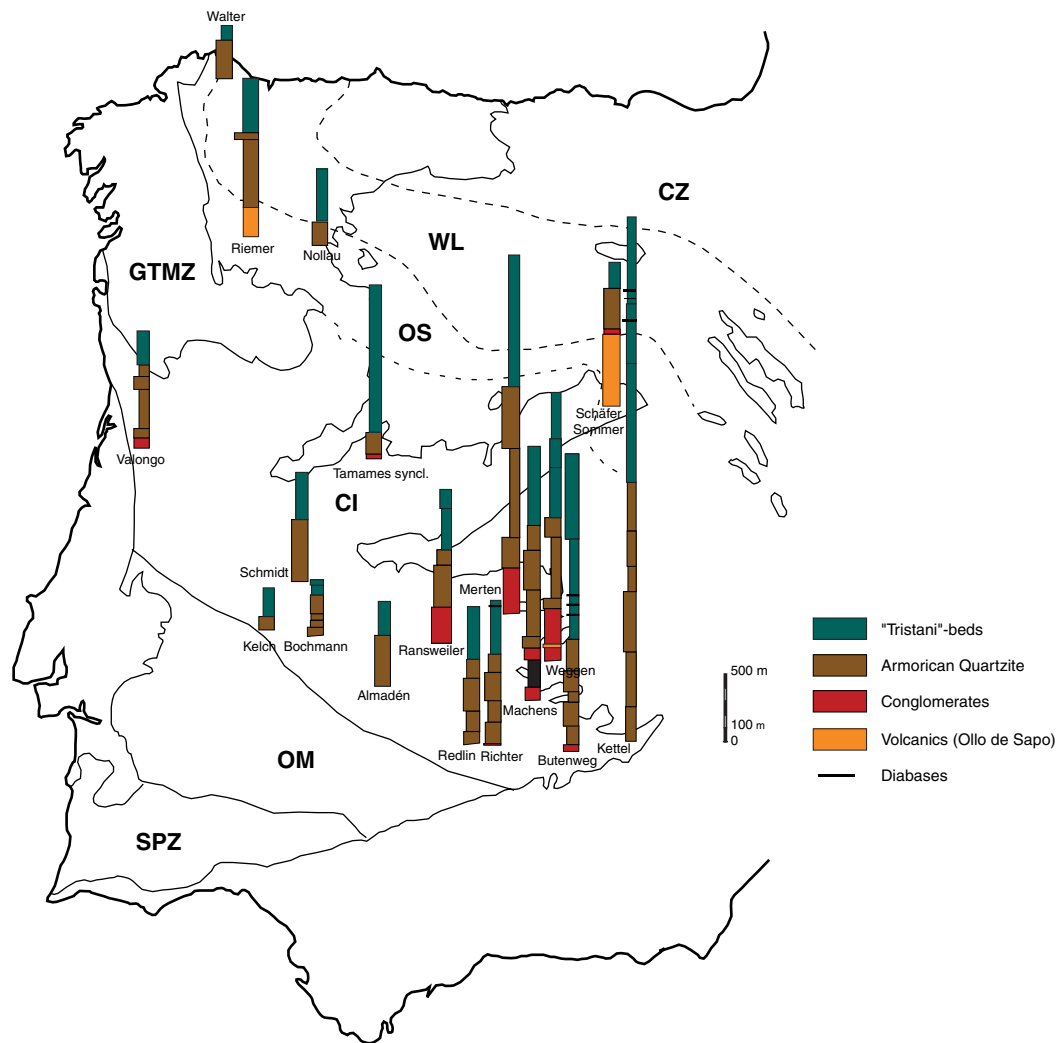 Walter
CZ
Riemer
Nollau
WL
GTMZ
OS
Schäfer
Sommer
Valongo
Tamames syncl.
CI
Schmidt
Merten
Kelch
Bochmann
Ransweiler
Almadén
Weggen
Machens
Redlin
Richter
Butenweg
Kettel
OM
SPZ
500 m
100 m
0
"Tristani"-beds
Armorican Quartzite
Conglomerates
Volcanics (Ollo de Sapo)
Diabases